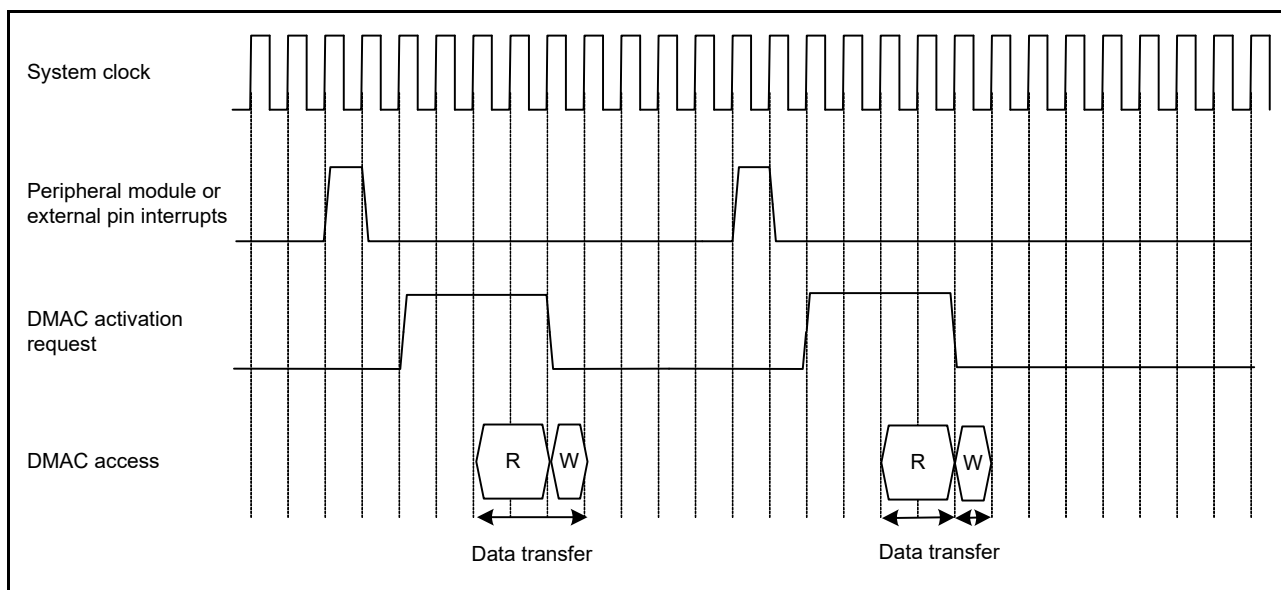 System clock
Peripheral module or
external pin interrupts
DMAC activation
request
DMAC access
R
W
R
W
Data transfer
Data transfer